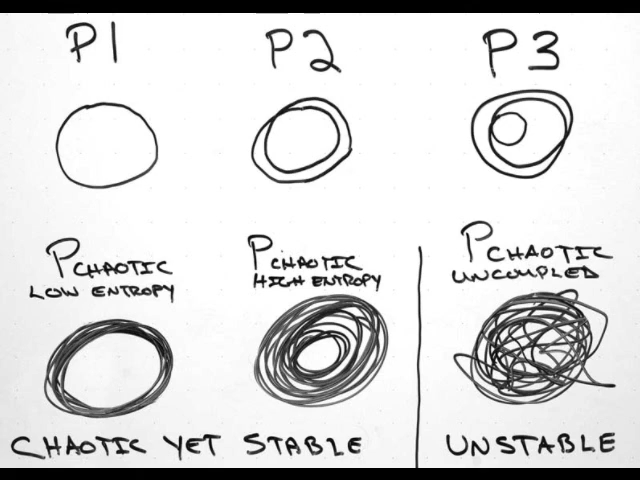 P1
P2
P3
PCHAOTIC
LOW ENTROPY
PCHAOTIC
HIGH ENTROPY
PCHAOTIC
UNCOUPLED
CHAOTIC YET STABLE
UNSTABLE